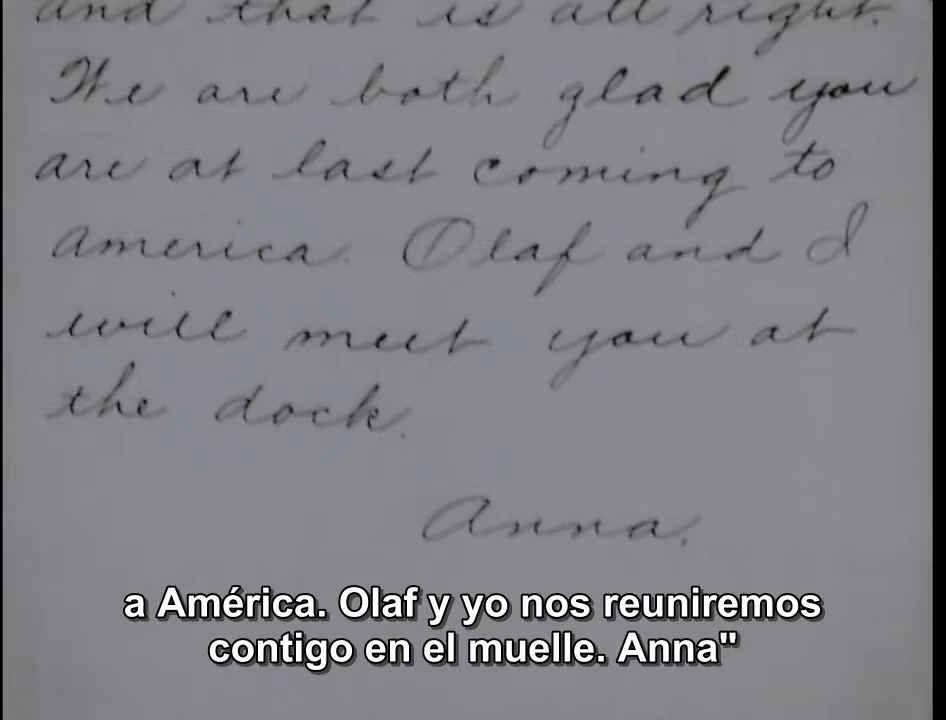 and that is all right.
We are both glad you
are at last coming to
America. Olaf and I
will meet you at
the dock.
Anna.
a América. Olaf y yo nos reuniremos
contigo en el muelle. Anna"